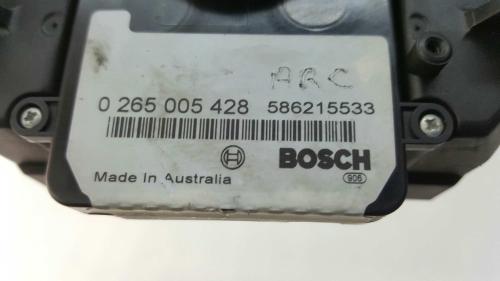 ARC
0 265 005 428 586215533
BOSCH
Made In Australia
906